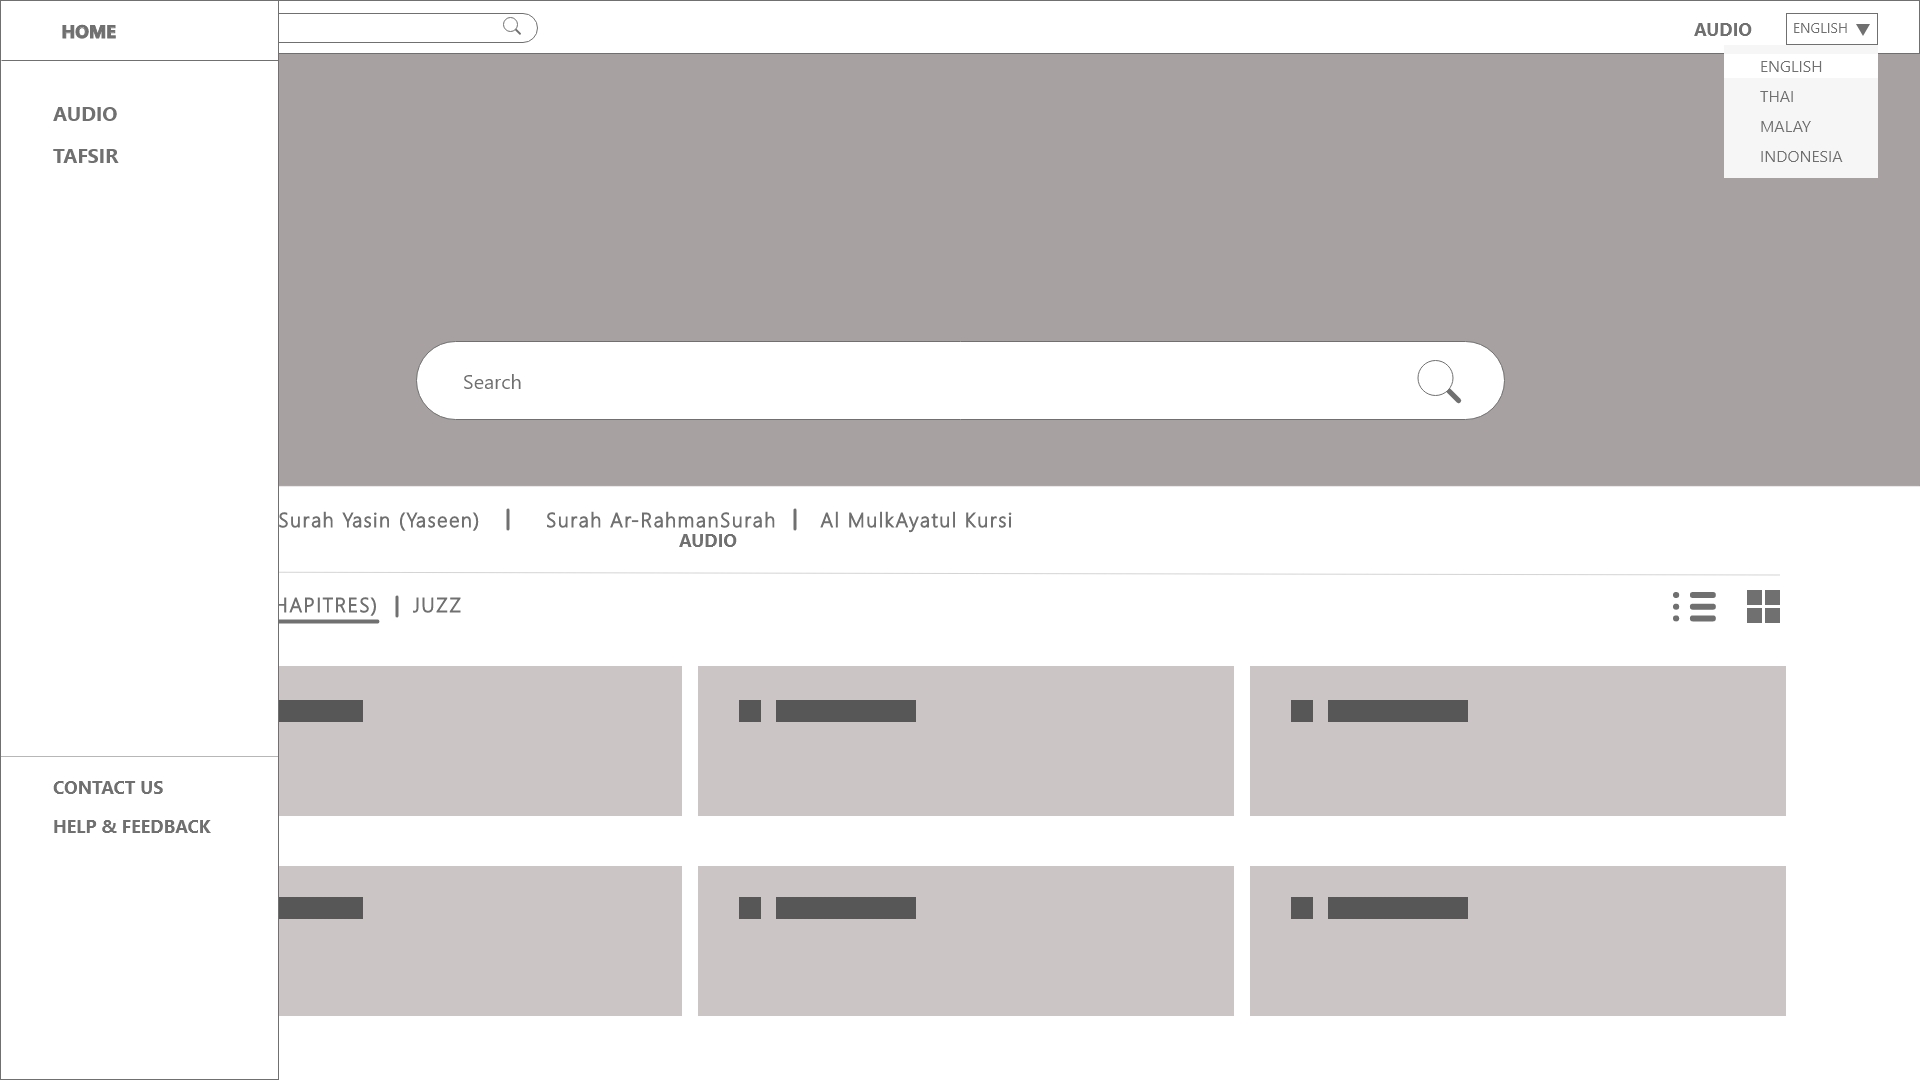 HOME
AUDIO
ENGLISH
ENGLISH
THAI
MALAY
INDONESIA
AUDIO
TAFSIR
Search
Surah Yasin (Yaseen) | Surah Ar-RahmanSurah | Al MulkAyatul Kursi
AUDIO
HAPITRES) | JUZZ
CONTACT US
HELP & FEEDBACK